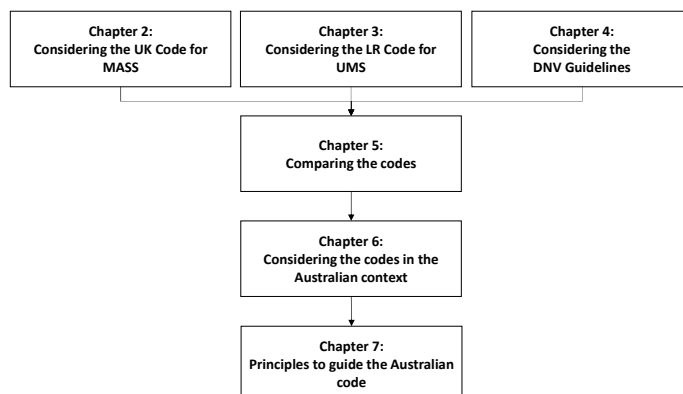 Chapter 2:
Considering the UK Code for
MASS
Chapter 3:
Considering the LR Code for
UMS
Chapter 4:
Considering the
DNV Guidelines
Chapter 5:
Comparing the codes
Chapter 6:
Considering the codes in the
Australian context
Chapter 7:
Principles to guide the Australian
code